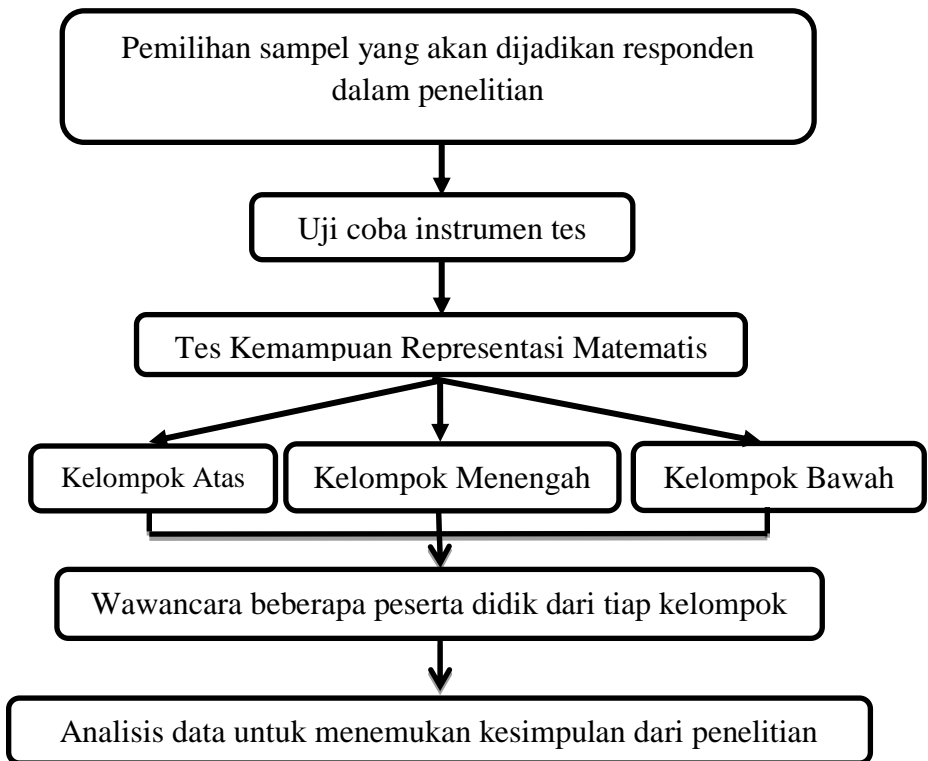 Pemilihan sampel yang akan dijadikan responden
dalam penelitian
Uji coba instrumen tes
Tes Kemampuan Representasi Matematis
Kelompok Atas
Kelompok Menengah
Kelompok Bawah
Wawancara beberapa peserta didik dari tiap kelompok
Analisis data untuk menemukan kesimpulan dari penelitian